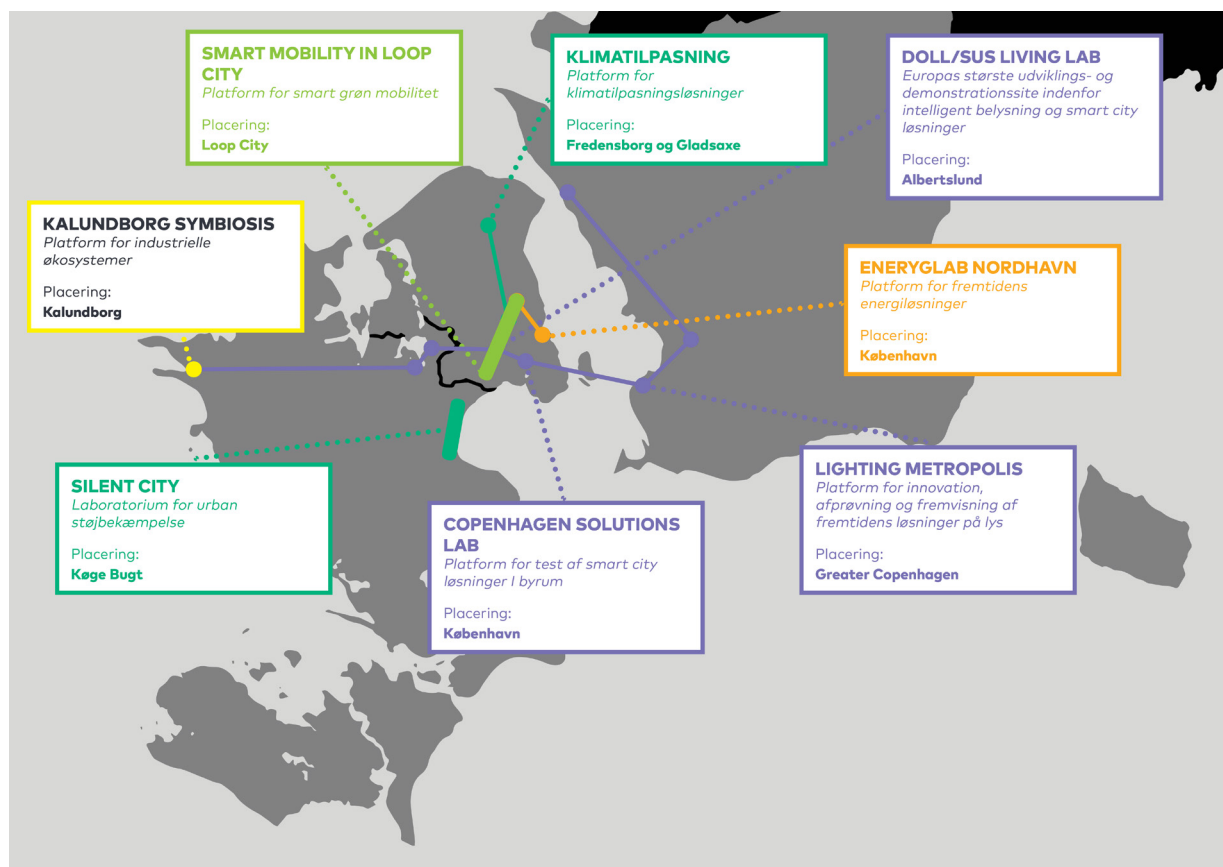 SMART MOBILITY IN LOOP
CITY
Platform for smart grøn mobilitet
Placering:
Loop City
KLIMATILPASNING
Platform for
klimatilpasningsløsninger
Placering:
Fredensborg og Gladsaxe
DOLL/SUS LIVING LAB
Europas største udviklings- og
demonstrationssite indenfor
intelligent belysning og smart city
løsninger
Placering:
Albertslund
KALUNDBORG SYMBIOSIS
Platform for industrielle
økosystemer
Placering:
Kalundborg
ENERYGLAB NORDHAVN
Platform for fremtidens
energiløsninger
Placering:
København
SILENT CITY
Laboratorium for urban
støjbekæmpelse
Placering:
Køge Bugt
COPENHAGEN SOLUTIONS
LAB
Platform for test af smart city
løsninger I byrum
Placering:
København
LIGHTING METROPOLIS
Platform for innovation,
afprøvning og fremvisning af
fremtidens løsninger på lys
Placering:
Greater Copenhagen